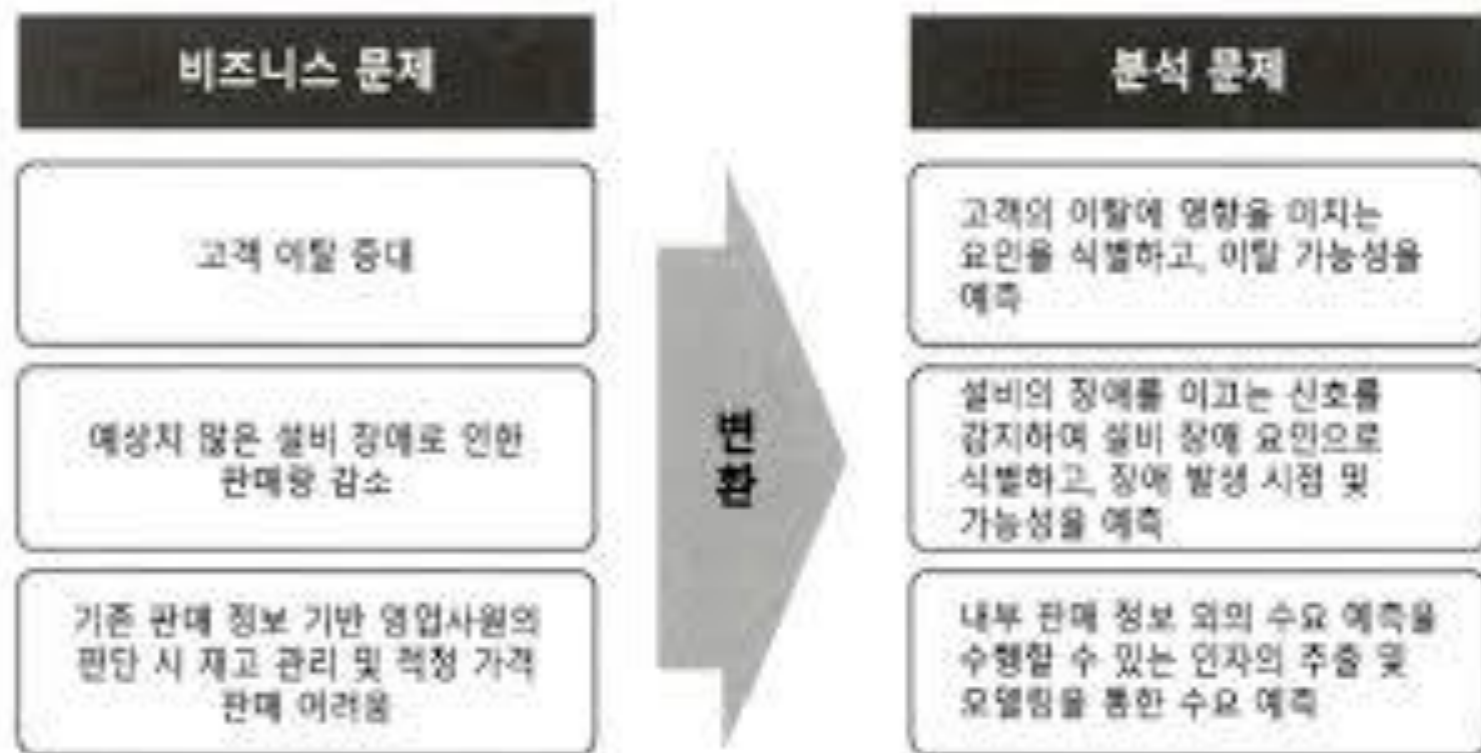 비즈니스 문제
고객 이탈 증대
예상치 않은 설비 장애로 인한
판매량 감소
기존 판매 정보 기반 영업사원의
판단 시 재고 관리 및 적정 가격
판매 어려움
변화
분석 문제
고객의 이탈에 영향을 미치는
요인을 식별하고, 이탈 가능성을
예측
설비의 장애를 이끄는 신호를
감지하여 설비 장애 요인으로
식별하고, 장애 발생 시점 및
가능성을 예측
내부 판매 정보 외의 수요 예측을
수행할 수 있는 인자의 추출 및
모델링을 통한 수요 예측